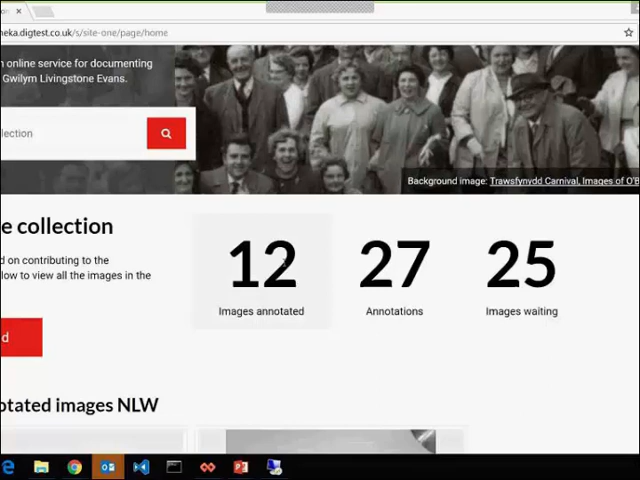 neka.digtest.co.uk/s/site-one/page/home
online service for documenting
Gwilym Livingstone Evans.
lection
Background image: Trawsfynydd Carnival, Images of O'B
e collection
d on contributing to the
low to view all the images in the
d
12
Images annotated
27
Annotations
25
Images waiting
otated images NLW